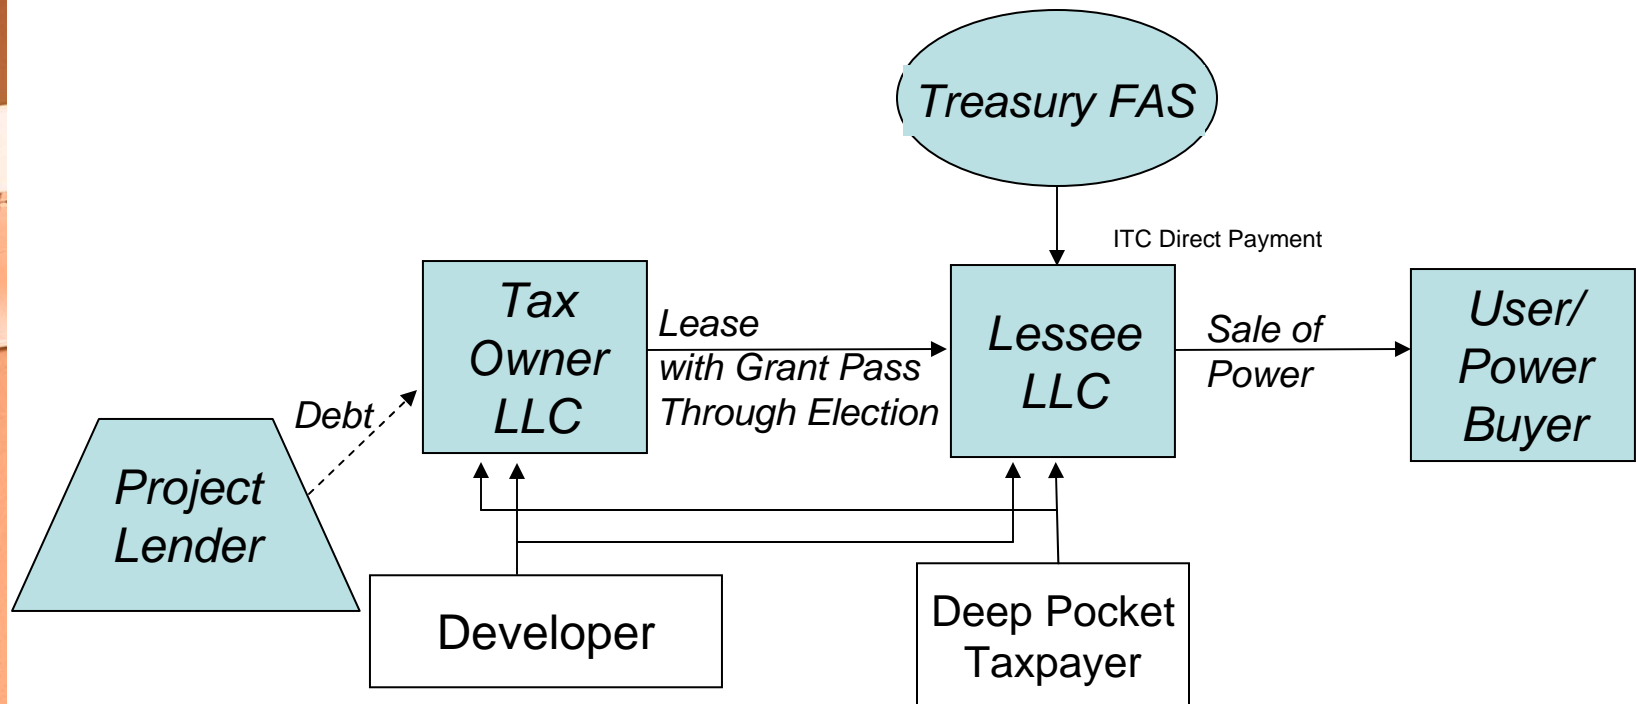 Treasury FAS
ITC Direct Payment
Tax
Owner
LLC
Lease
with Grant Pass
Through Election
Lessee
LLC
Sale of
Power
User/
Power
Buyer
Debt
Project
Lender
Developer
Deep Pocket
Taxpayer